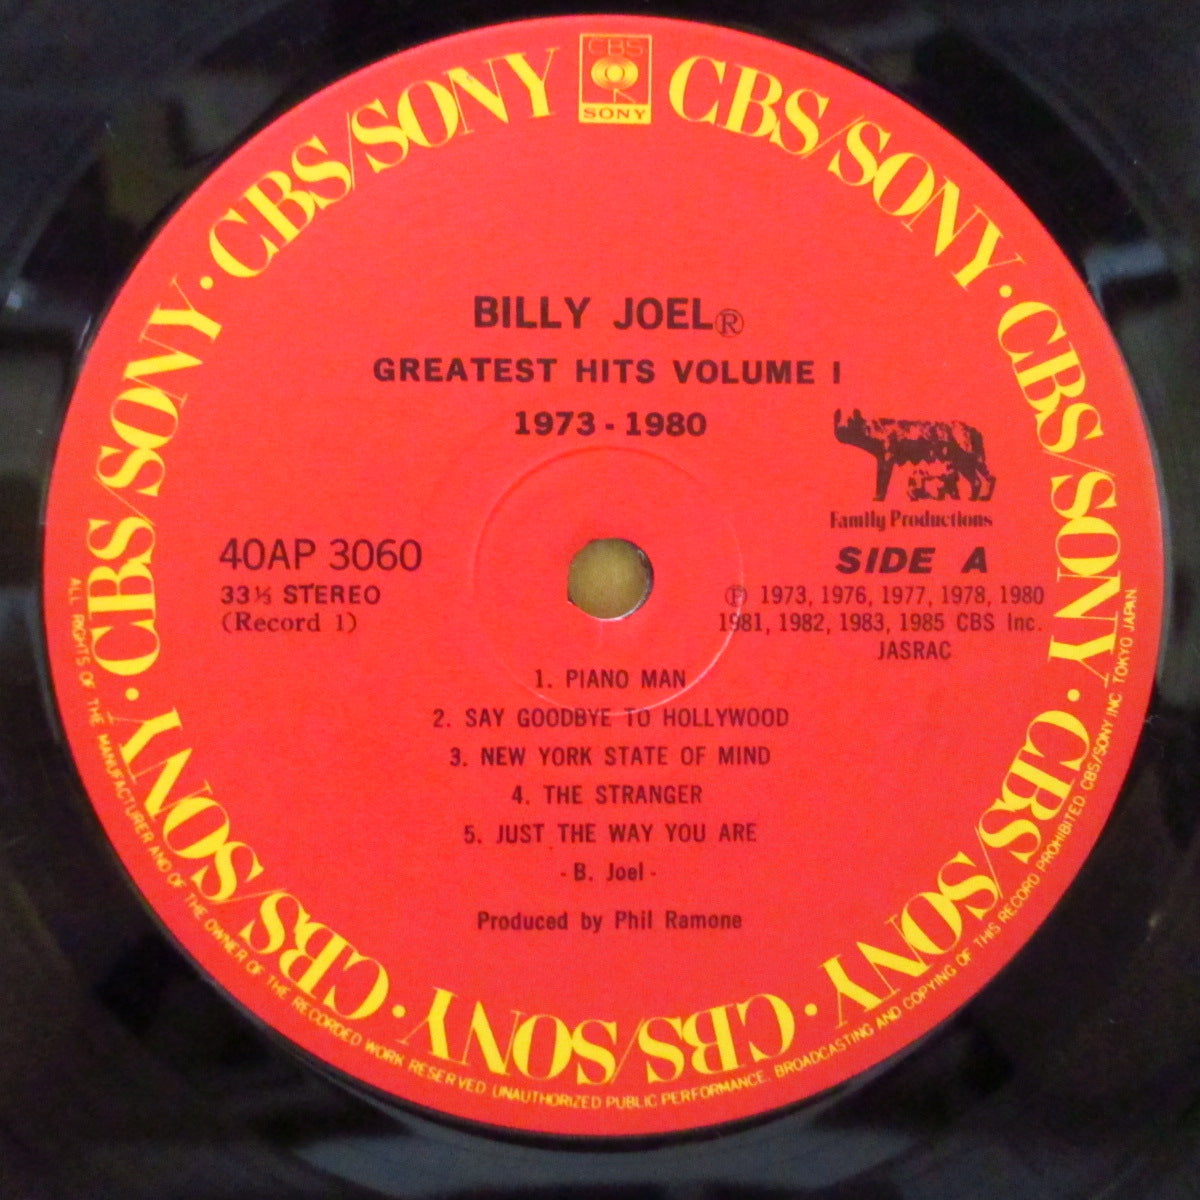 CBS
SONY
CBS/SONY · CBS/SONY · CBS/SONY · CBS/SONY · CBS/SONY · CBS/SONY · CBS/SONY · CBS/SONY
BILLY JOEL®
GREATEST HITS VOLUME I
1973 - 1980
Family Productions
40AP 3060
SIDE A
33⅓ STEREO
(Record 1)
℗ 1973, 1976, 1977, 1978, 1980
1981, 1982, 1983, 1985 CBS Inc.
JASRAC
1. PIANO MAN
2. SAY GOODBYE TO HOLLYWOOD
3. NEW YORK STATE OF MIND
4. THE STRANGER
5. JUST THE WAY YOU ARE
- B. Joel -
Produced by Phil Ramone
ALL RIGHTS OF THE MANUFACTURER AND OF THE OWNER OF THE RECORDED WORK RESERVED UNAUTHORIZED PUBLIC PERFORMANCE, BROADCASTING AND COPYING OF THIS RECORD PROHIBITED CBS/SONY INC. TOKYO JAPAN